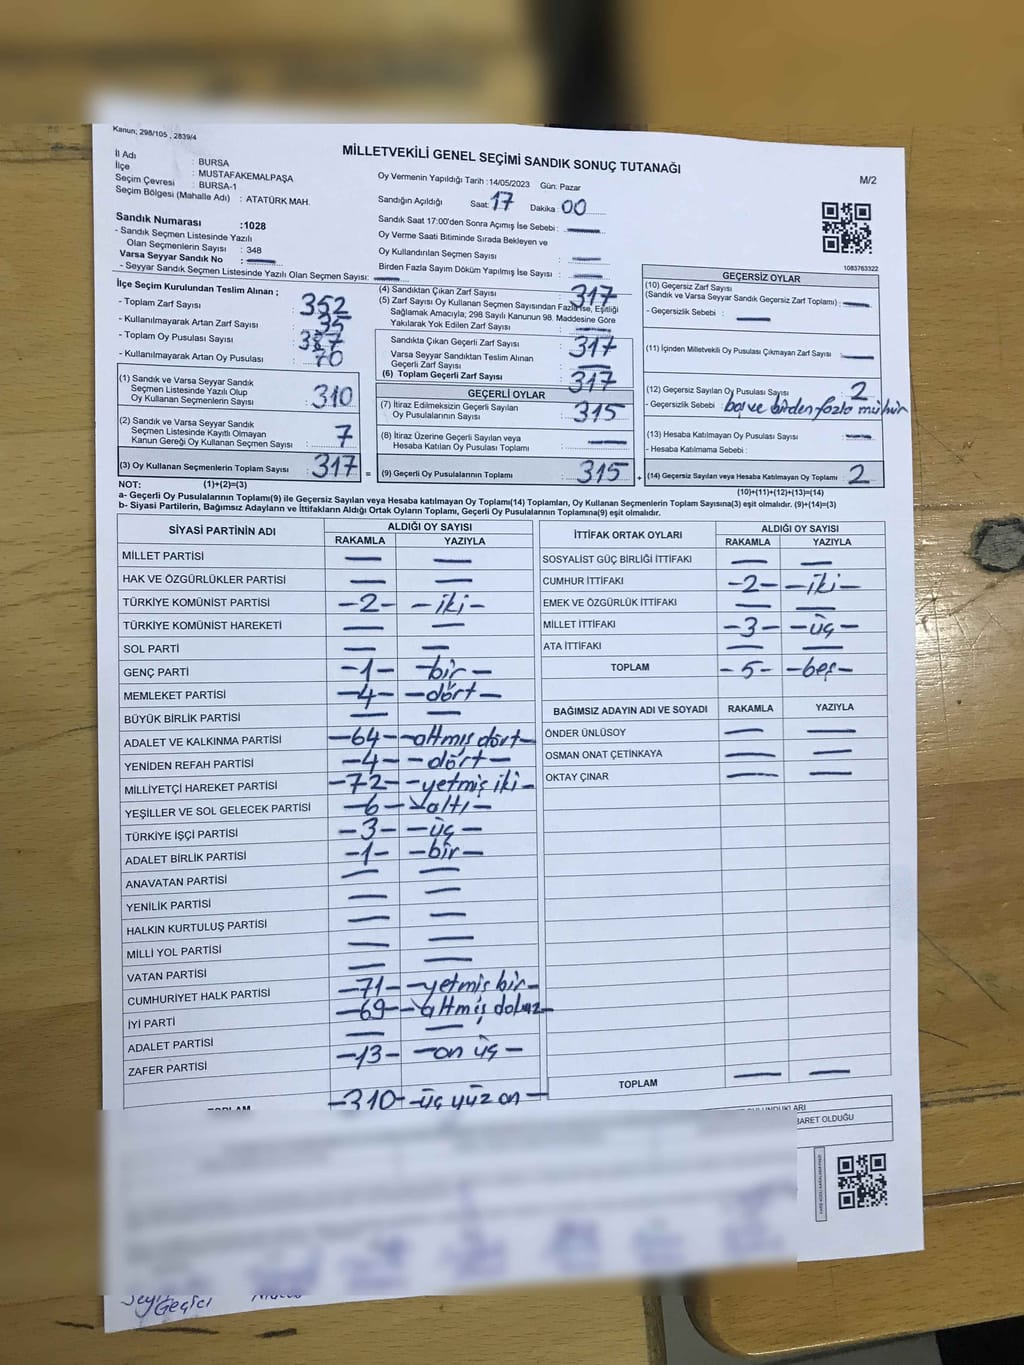 Kanun; 298/105 , 2839/4
MİLLETVEKİLİ GENEL SEÇİMİ SANDIK SONUÇ TUTANAĞI
M/2
İl Adı : BURSA
İlçe : MUSTAFAKEMALPAŞA
Seçim Çevresi : BURSA-1
Seçim Bölgesi (Mahalle Adı) : ATATÜRK MAH.
Sandık Numarası :1028
- Sandık Seçmen Listesinde Yazılı
Olan Seçmenlerin Sayısı : 348
Varsa Seyyar Sandık No : —
- Seyyar Sandık Seçmen Listesinde Yazılı Olan Seçmen Sayısı: —
Oy Vermenin Yapıldığı Tarih :14/05/2023 Gün: Pazar
Sandığın Açıldığı Saat: 17 Dakika : 00
Sandık Saat 17:00'den Sonra Açımış İse Sebebi : —
Oy Verme Saati Bitiminde Sırada Bekleyen ve
Oy Kullandırılan Seçmen Sayısı : —
Birden Fazla Sayım Döküm Yapılmış İse Sayısı : —
1083763322
İlçe Seçim Kurulundan Teslim Alınan ;
- Toplam Zarf Sayısı : 352
- Kullanılmayarak Artan Zarf Sayısı : 35
- Toplam Oy Pusulası Sayısı : 387
- Kullanılmayarak Artan Oy Pusulası : 70
(1) Sandık ve Varsa Seyyar Sandık
Seçmen Listesinde Yazılı Olup
Oy Kullanan Seçmenlerin Sayısı : 310
(2) Sandık ve Varsa Seyyar Sandık
Seçmen Listesinde Kayıtlı Olmayan
Kanun Gereği Oy Kullanan Seçmen Sayısı : 7
(3) Oy Kullanan Seçmenlerin Toplam Sayısı : 317 =
(4) Sandıktan Çıkan Zarf Sayısı : 317
(5) Zarf Sayısı Oy Kullanan Seçmen Sayısından Fazla İse, Eşitliği
Sağlamak Amacıyla; 298 Sayılı Kanunun 98. Maddesine Göre
Yakılarak Yok Edilen Zarf Sayısı : —
Sandıkta Çıkan Geçerli Zarf Sayısı : 317
Varsa Seyyar Sandıktan Teslim Alınan
Geçerli Zarf Sayısı : —
(6) Toplam Geçerli Zarf Sayısı : 317
GEÇERLİ OYLAR
(7) İtiraz Edilmeksizin Geçerli Sayılan
Oy Pusulalarının Sayısı : 315
(8) İtiraz Üzerine Geçerli Sayılan veya
Hesaba Katılan Oy Pusulası Toplamı : —
(9) Geçerli Oy Pusulalarının Toplamı : 315 +
GEÇERSİZ OYLAR
(10) Geçersiz Zarf Sayısı
(Sandık ve Varsa Seyyar Sandık Geçersiz Zarf Toplamı) : —
- Geçersizlik Sebebi : —
(11) İçinden Milletvekili Oy Pusulası Çıkmayan Zarf Sayısı : —
(12) Geçersiz Sayılan Oy Pusulası Sayısı : 2
- Geçersizlik Sebebi : boş ve birden fazla mühür
(13) Hesaba Katılmayan Oy Pusulası Sayısı : —
- Hesaba Katılmama Sebebi :
(14) Geçersiz Sayılan veya Hesaba Katılmayan Oy Toplamı : 2
NOT: (1)+(2)=(3)
(10)+(11)+(12)+(13)=(14)
a- Geçerli Oy Pusulalarının Toplamı(9) ile Geçersiz Sayılan veya Hesaba katılmayan Oy Toplamı(14) Toplamları, Oy Kullanan Seçmenlerin Toplam Sayısına(3) eşit olmalıdır. (9)+(14)=(3)
b- Siyasi Partilerin, Bağımsız Adayların ve İttifakların Aldığı Ortak Oyların Toplamı, Geçerli Oy Pusulalarının Toplamına(9) eşit olmalıdır.
SİYASİ PARTİNİN ADI ALDIĞI OY SAYISI
RAKAMLA YAZIYLA
MİLLET PARTİSİ — —
HAK VE ÖZGÜRLÜKLER PARTİSİ — —
TÜRKİYE KOMÜNİST PARTİSİ -2- -iki-
TÜRKİYE KOMÜNİST HAREKETİ — —
SOL PARTİ — —
GENÇ PARTİ -1- -bir-
MEMLEKET PARTİSİ -4- -dört-
BÜYÜK BİRLİK PARTİSİ — —
ADALET VE KALKINMA PARTİSİ -64- -altmış dört-
YENİDEN REFAH PARTİSİ -4- -dört-
MİLLİYETÇİ HAREKET PARTİSİ -72- -yetmiş iki-
YEŞİLLER VE SOL GELECEK PARTİSİ -6- -altı-
TÜRKİYE İŞÇİ PARTİSİ -3- -üç-
ADALET BİRLİK PARTİSİ -1- -bir-
ANAVATAN PARTİSİ — —
YENİLİK PARTİSİ — —
HALKIN KURTULUŞ PARTİSİ — —
MİLLİ YOL PARTİSİ — —
VATAN PARTİSİ — —
CUMHURİYET HALK PARTİSİ -71- -yetmiş bir-
İYİ PARTİ -69- -altmış dokuz-
ADALET PARTİSİ — —
ZAFER PARTİSİ -13- -on üç-
TOPLAM -310- -üç yüz on-
İTTİFAK ORTAK OYLARI ALDIĞI OY SAYISI
RAKAMLA YAZIYLA
SOSYALİST GÜÇ BİRLİĞİ İTTİFAKI — —
CUMHUR İTTİFAKI -2- -iki-
EMEK VE ÖZGÜRLÜK İTTİFAKI — —
MİLLET İTTİFAKI -3- -üç-
ATA İTTİFAKI — —
TOPLAM -5- -beş-
BAĞIMSIZ ADAYIN ADI VE SOYADI RAKAMLA YAZIYLA
ÖNDER ÜNLÜSOY — —
OSMAN ONAT ÇETİNKAYA — —
OKTAY ÇINAR — —
TOPLAM — —
BARET OLDUĞU
Geçici